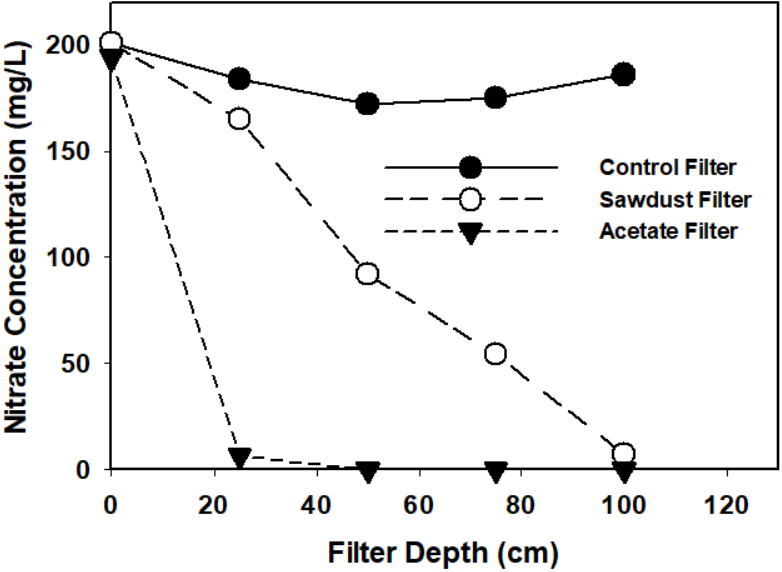 Nitrate Concentration (mg/L)
200
150
100
50
0
Control Filter
Sawdust Filter
Acetate Filter
0 20 40 60 80 100 120
Filter Depth (cm)